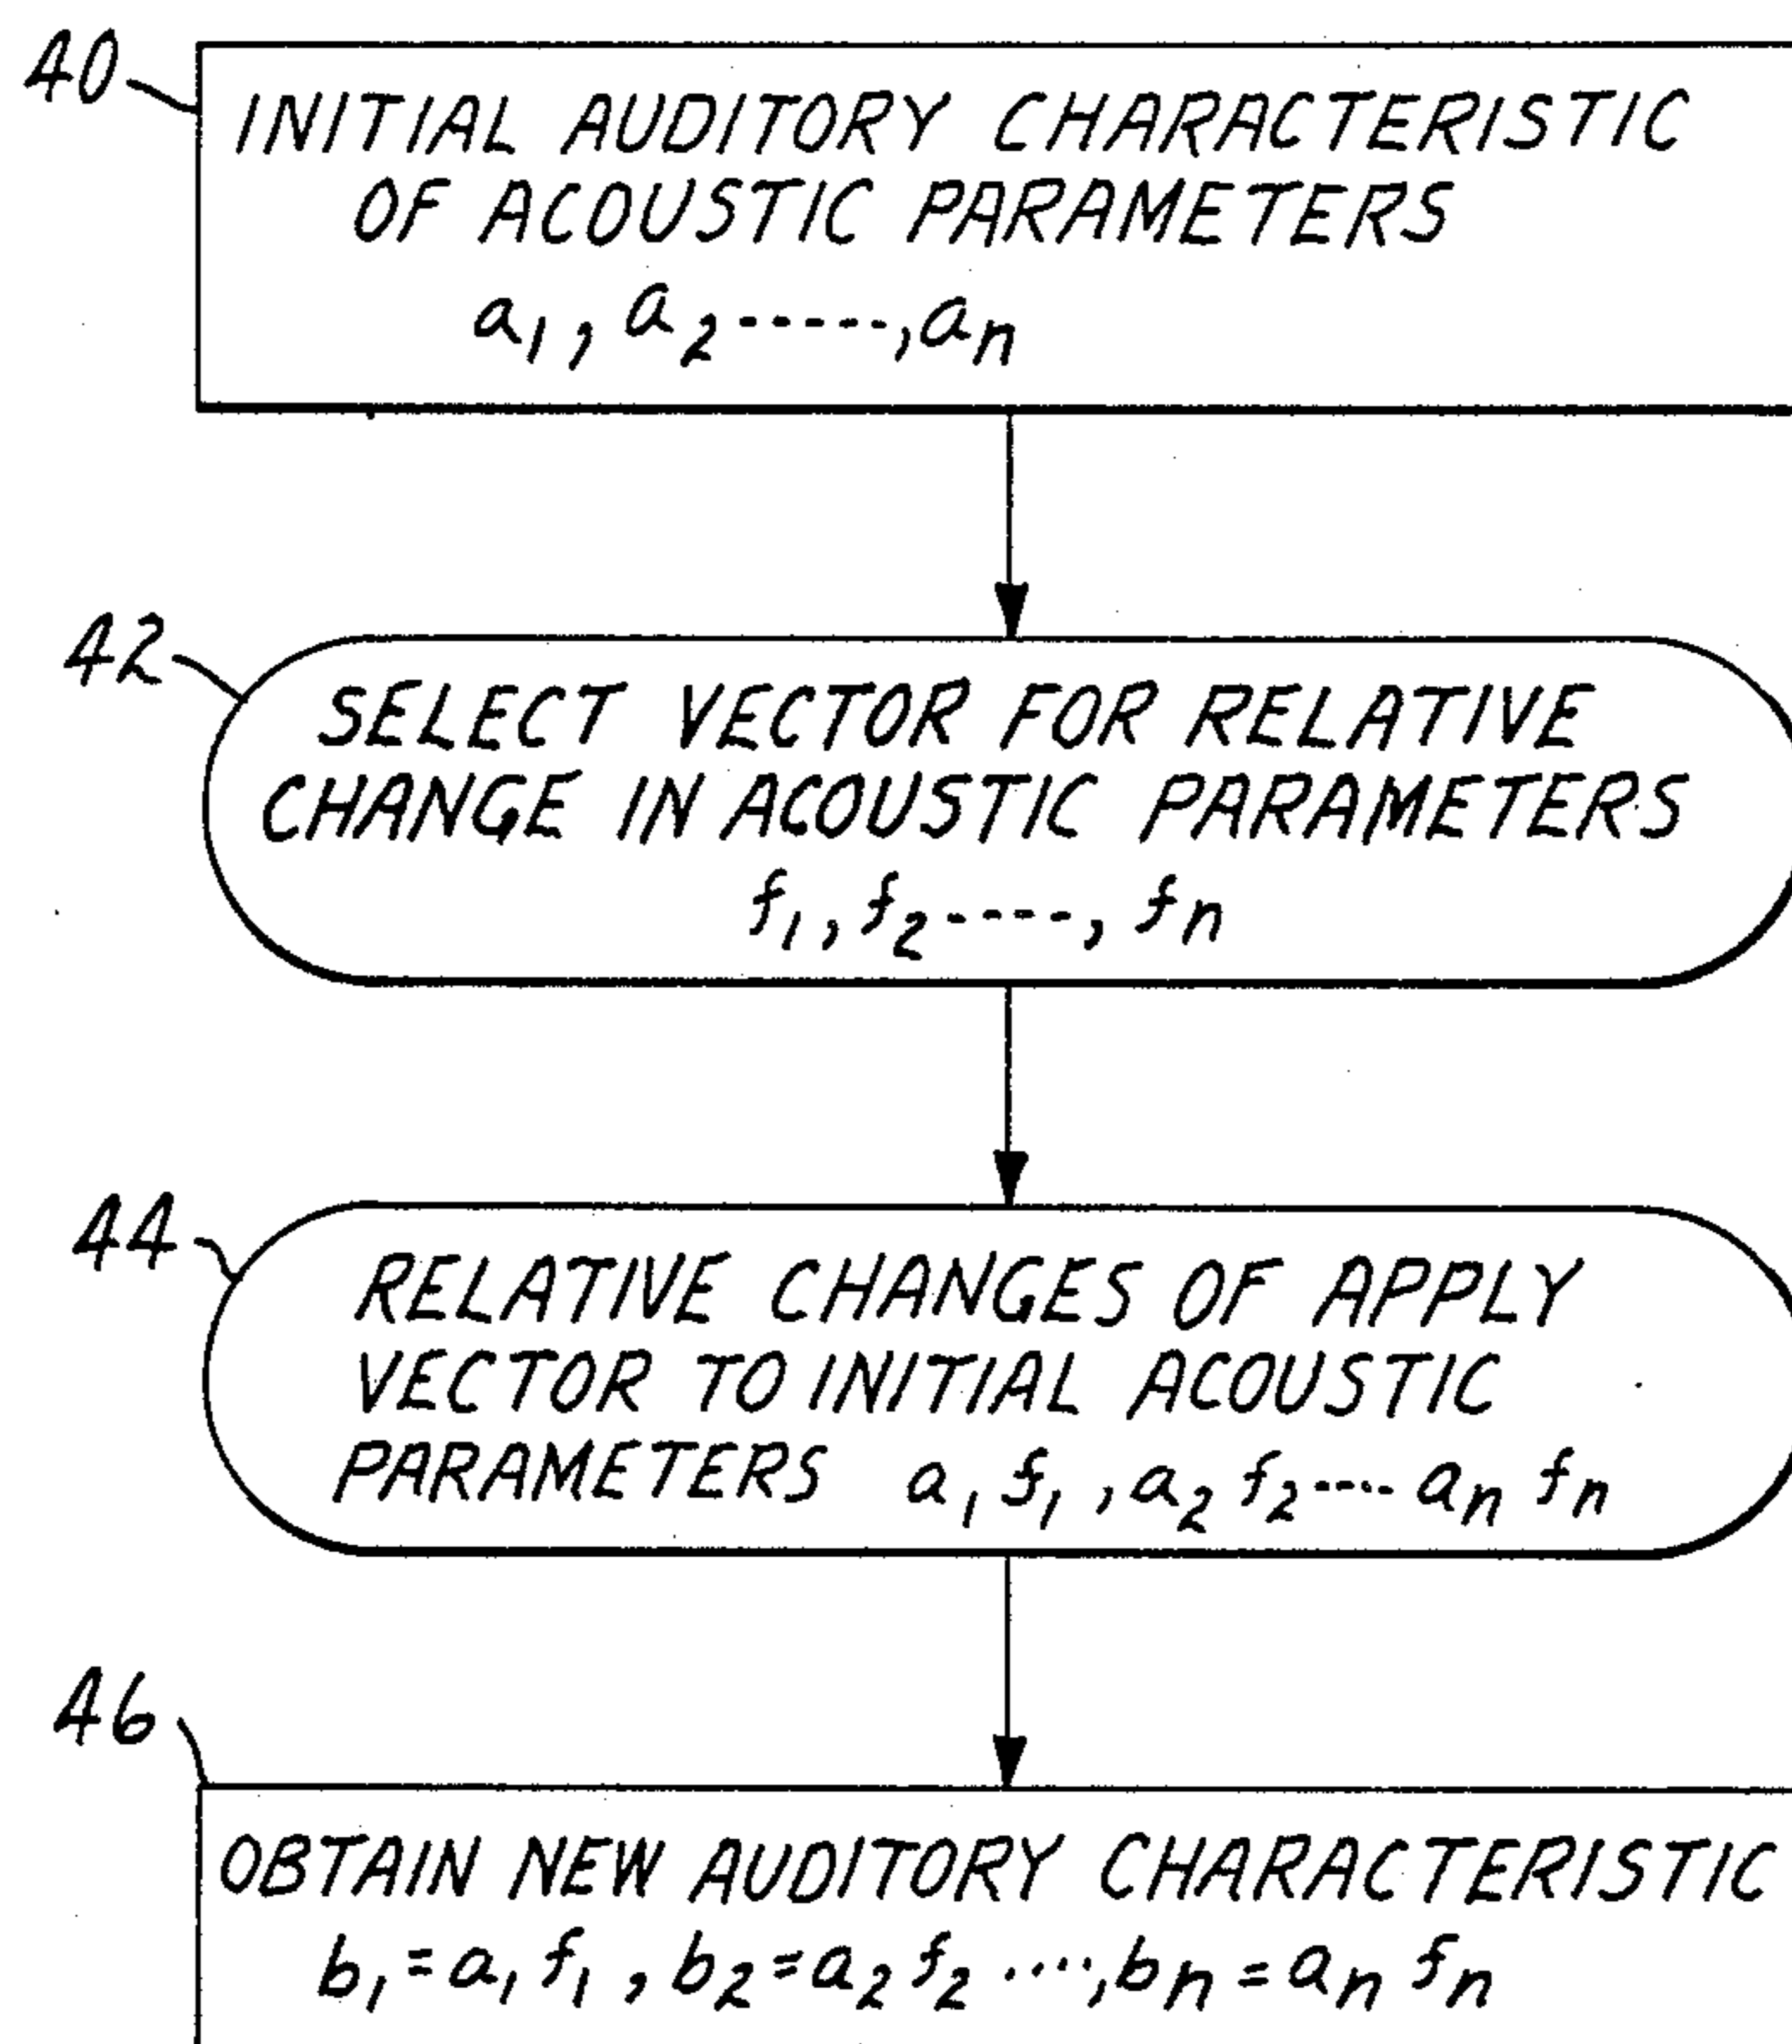 40
INITIAL AUDITORY CHARACTERISTIC
OF ACOUSTIC PARAMETERS
a₁, a₂-----,aₙ
42
SELECT VECTOR FOR RELATIVE
CHANGE IN ACOUSTIC PARAMETERS
f₁, f₂----, fₙ
44
RELATIVE CHANGES OF APPLY
VECTOR TO INITIAL ACOUSTIC
PARAMETERS a₁ f₁, a₂ f₂---- aₙ fₙ
46
OBTAIN NEW AUDITORY CHARACTERISTIC
b₁=a₁ f₁, b₂=a₂ f₂ ····,bₙ=aₙ fₙ